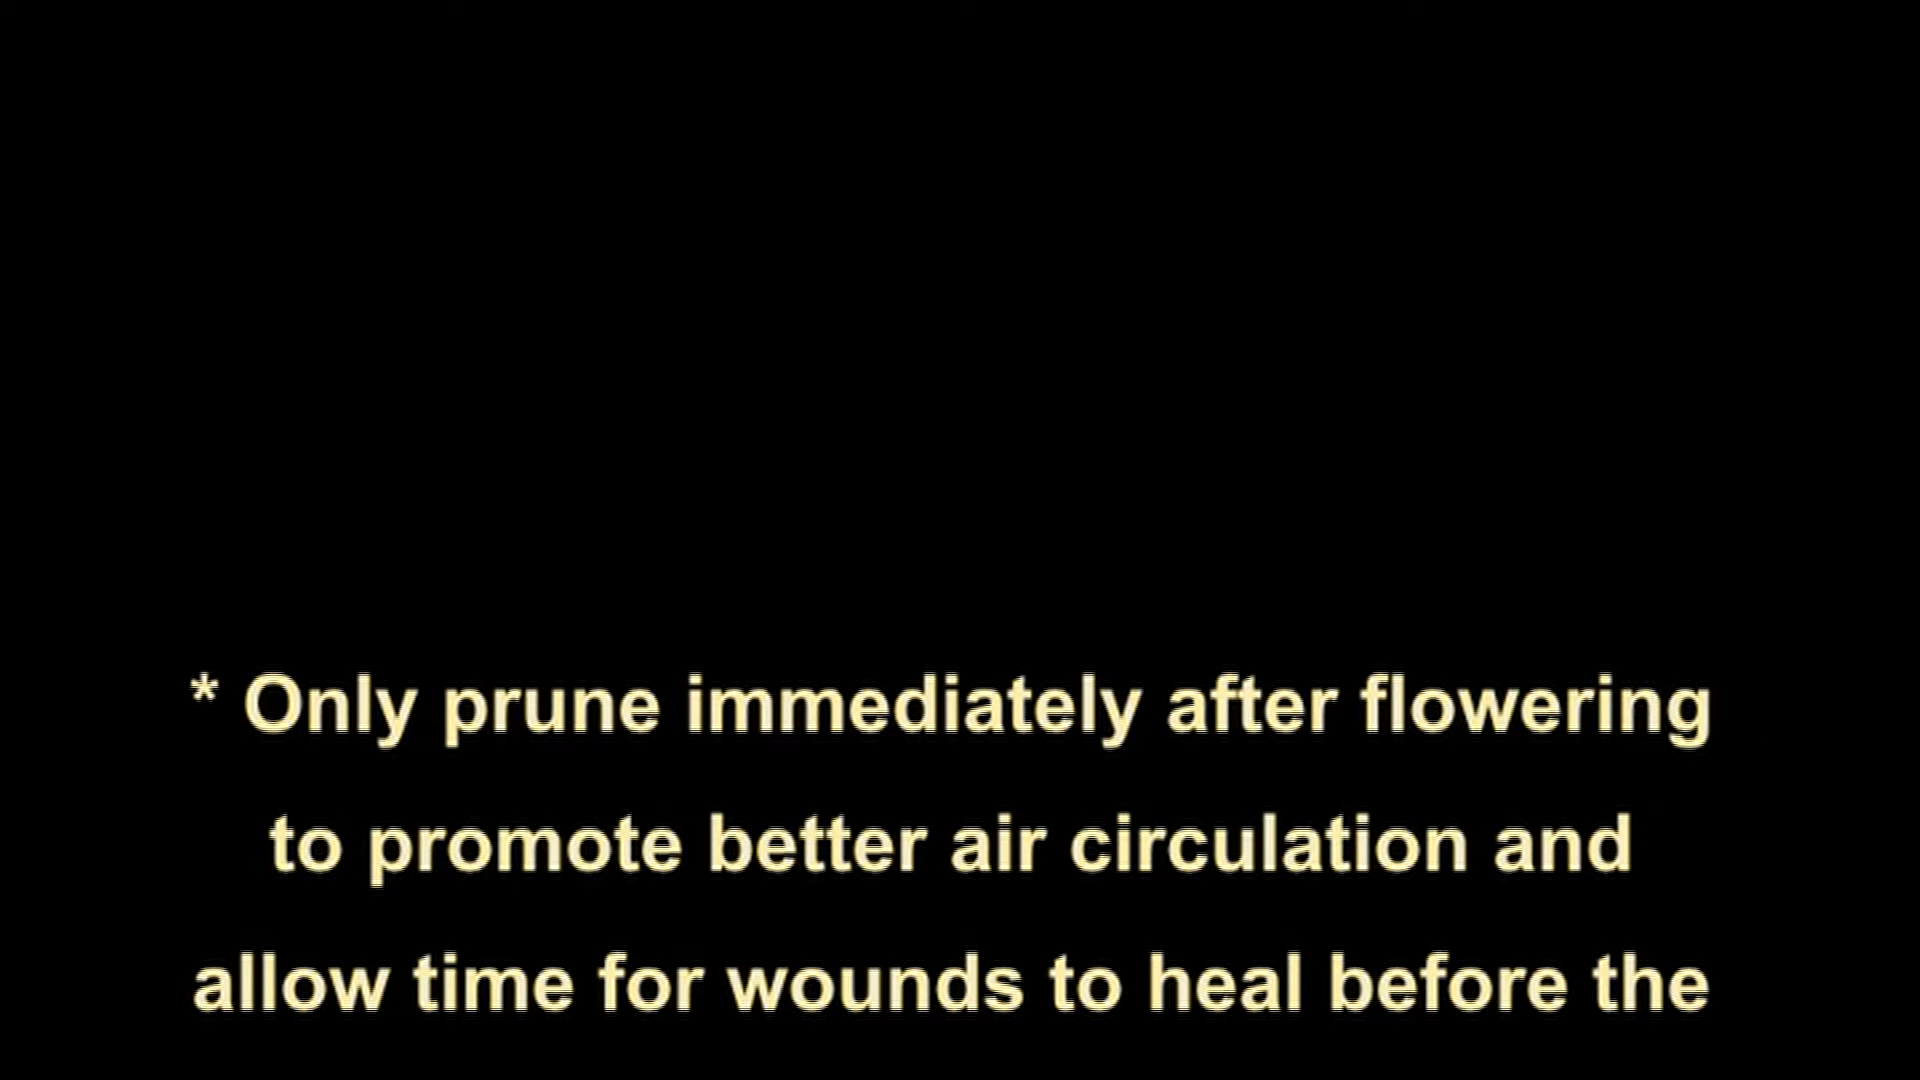 * Only prune immediately after flowering
to promote better air circulation and
allow time for wounds to heal before the